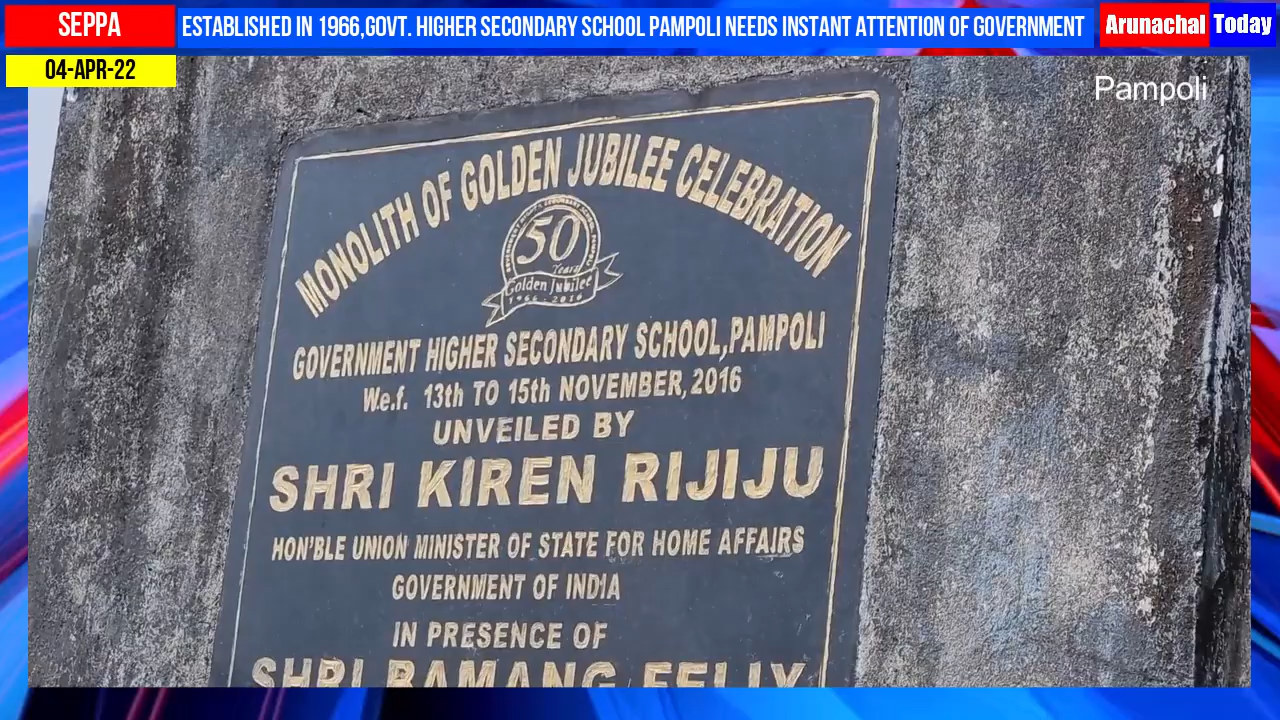 SEPPA
ESTABLISHED IN 1966,GOVT. HIGHER SECONDARY SCHOOL PAMPOLI NEEDS INSTANT ATTENTION OF GOVERNMENT
Arunachal Today
04-APR-22
Pampoli
MONOLITH OF GOLDEN JUBILEE CELEBRATION
50
Years
Golden Jubilee
1966 - 2016
GOVERNMENT HIGHER SECONDARY SCHOOL,PAMPOLI
W.e.f. 13th TO 15th NOVEMBER,2016
UNVEILED BY
SHRI KIREN RIJIJU
HON'BLE UNION MINISTER OF STATE FOR HOME AFFAIRS
GOVERNMENT OF INDIA
IN PRESENCE OF
SHRI BAMANG FELIX